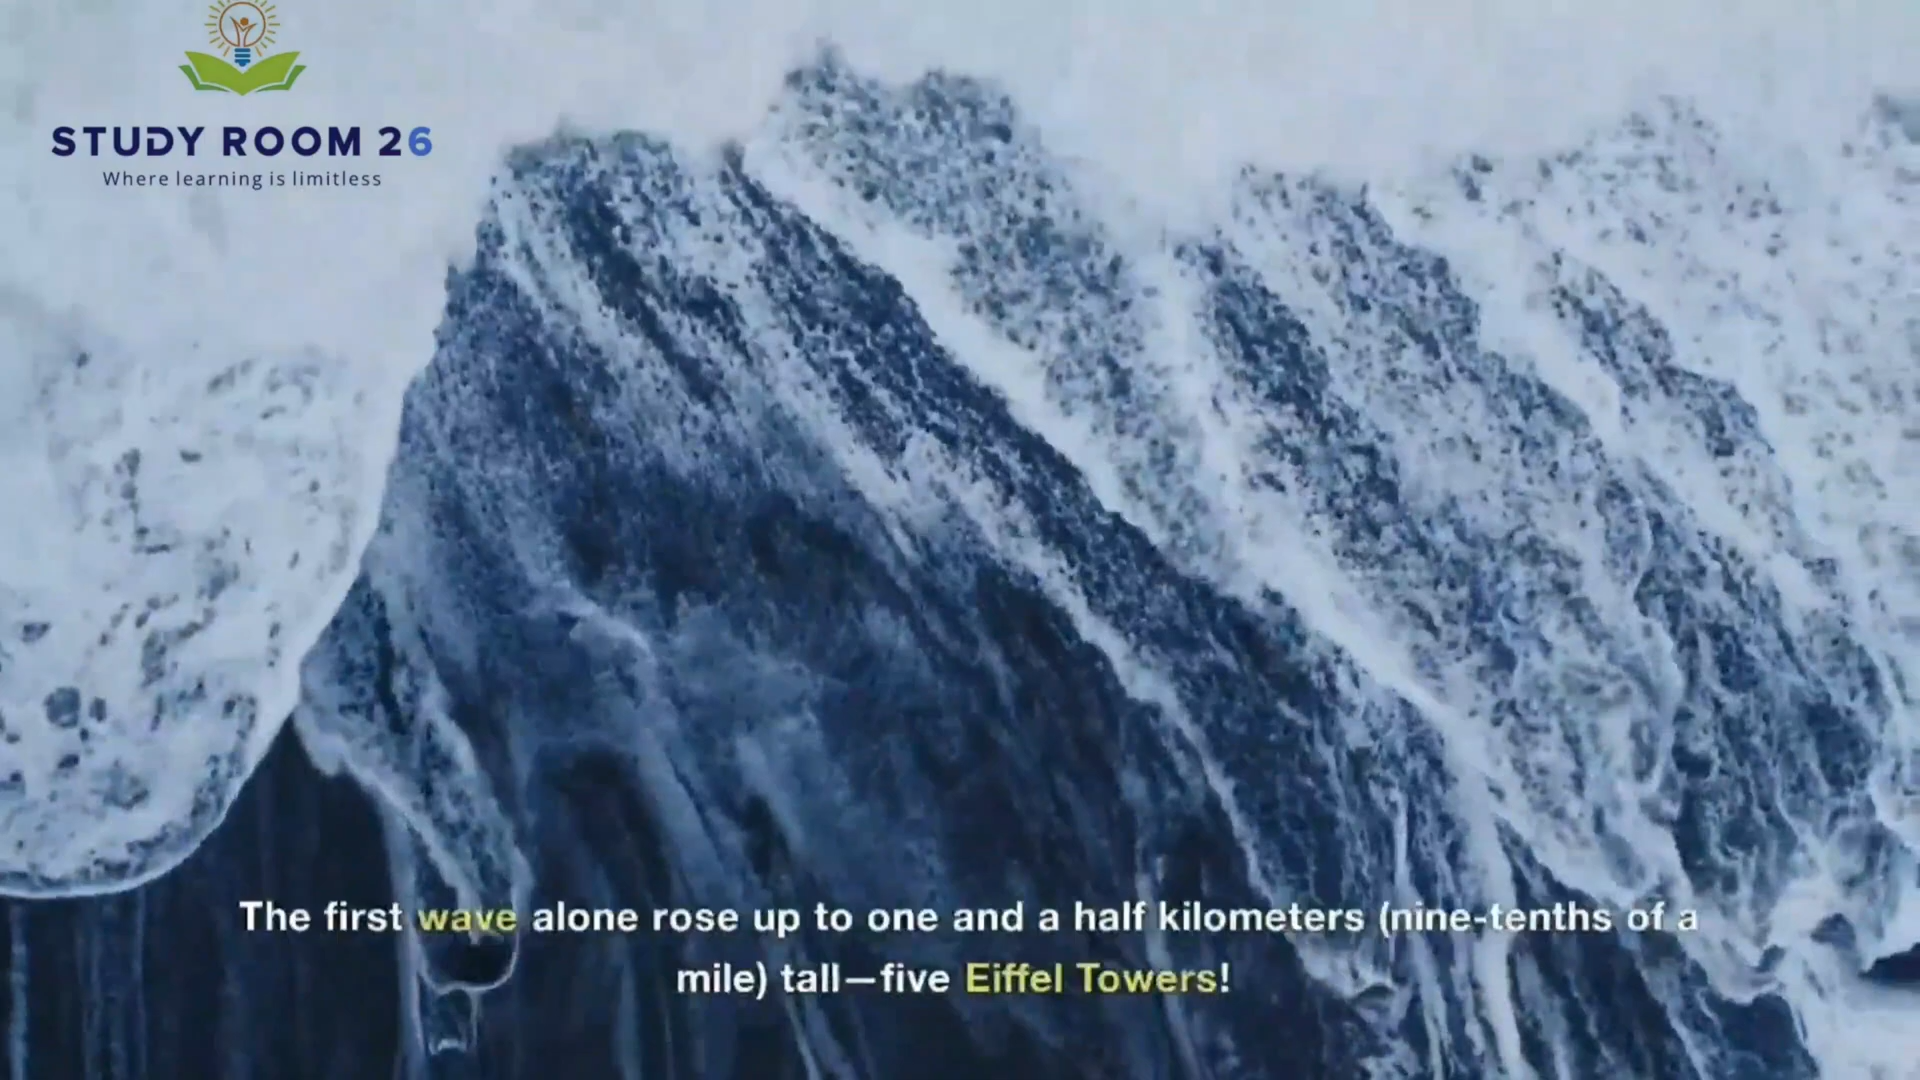 STUDY ROOM 26
Where learning is limitless
The first wave alone rose up to one and a half kilometers (nine-tenths of a
mile) tall—five Eiffel Towers!